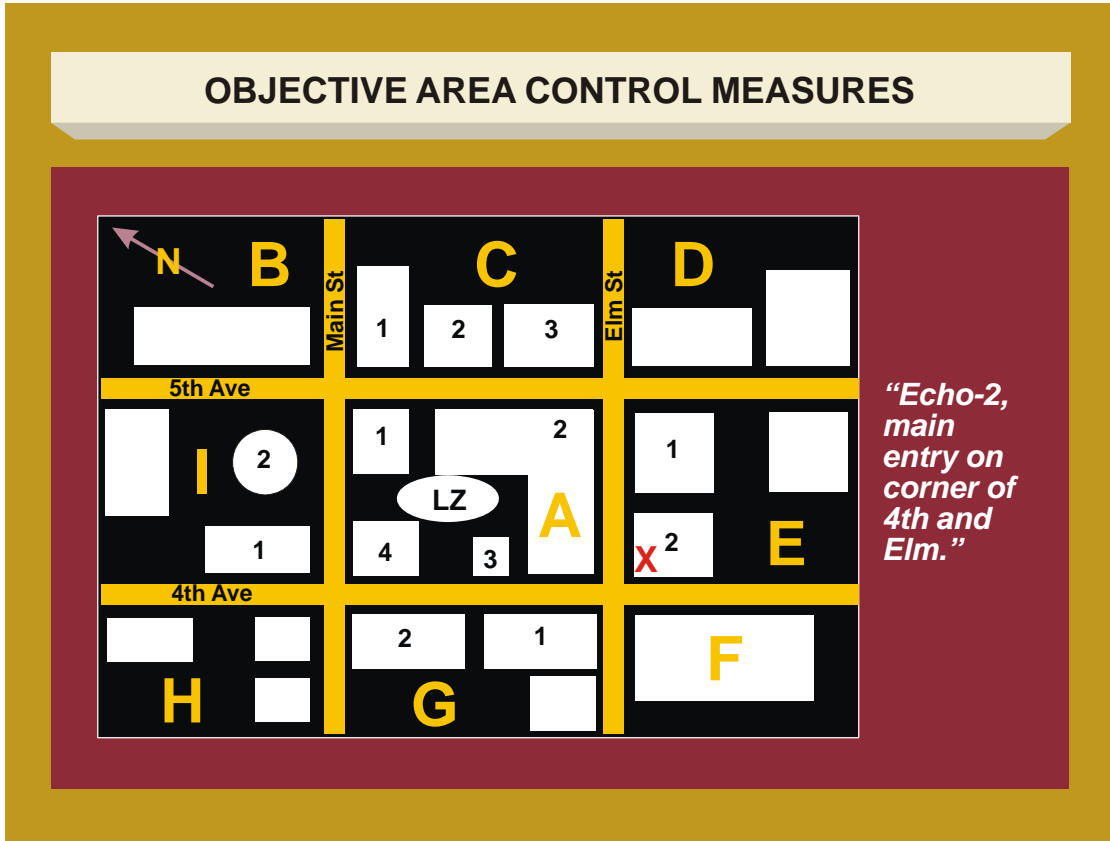 OBJECTIVE AREA CONTROL MEASURES
N
B
Main St
C
Elm St
D
1
2
3
5th Ave
I
2
1
1
2
LZ
A
4
3
1
2
X
E
4th Ave
H
2
1
G
F
“Echo-2,
main
entry on
corner of
4th and
Elm.”